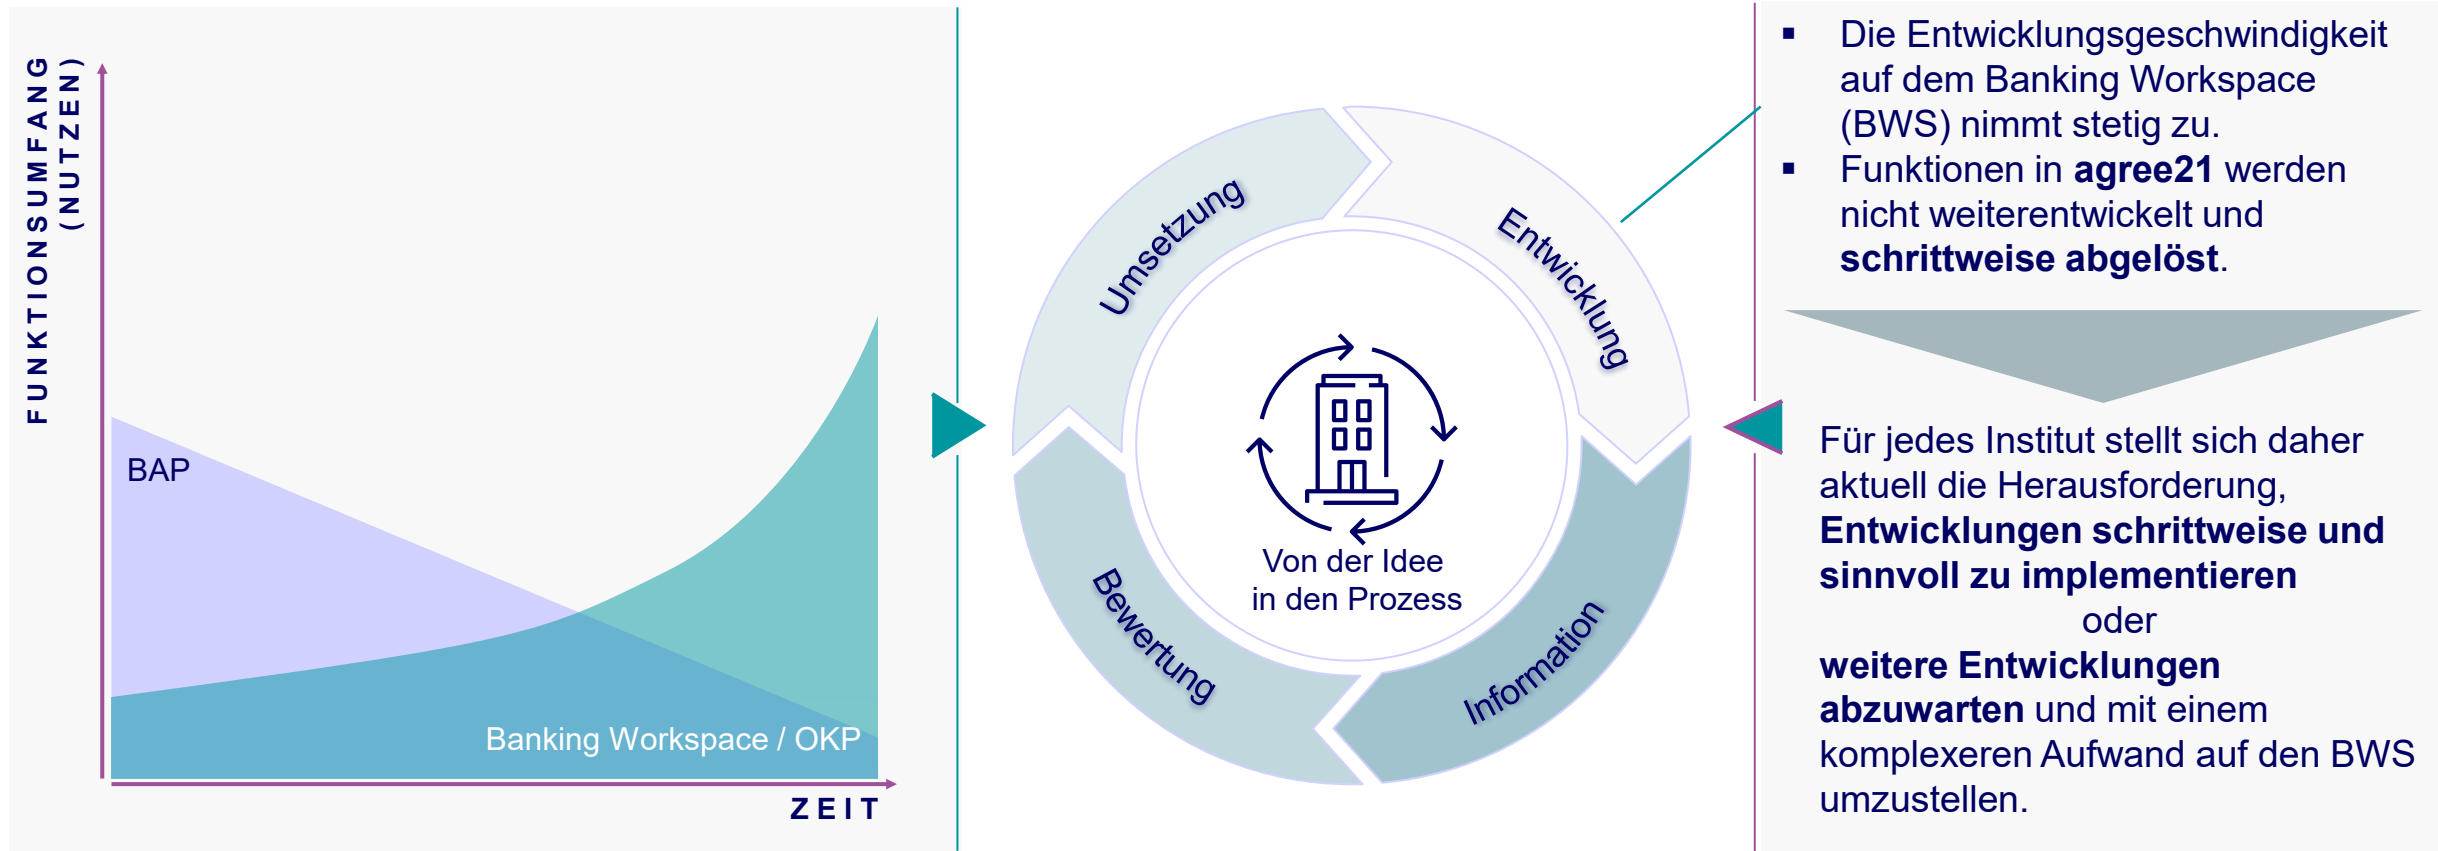 FUNKTIONSUMFANG
(NUTZEN)
BAP
Banking Workspace / OKP
ZEIT
Umsetzung
Entwicklung
Information
Bewertung
Von der Idee
in den Prozess
▪ Die Entwicklungsgeschwindigkeit
auf dem Banking Workspace
(BWS) nimmt stetig zu.
▪ Funktionen in agree21 werden
nicht weiterentwickelt und
schrittweise abgelöst.
Für jedes Institut stellt sich daher
aktuell die Herausforderung,
Entwicklungen schrittweise und
sinnvoll zu implementieren
oder
weitere Entwicklungen
abzuwarten und mit einem
komplexeren Aufwand auf den BWS
umzustellen.